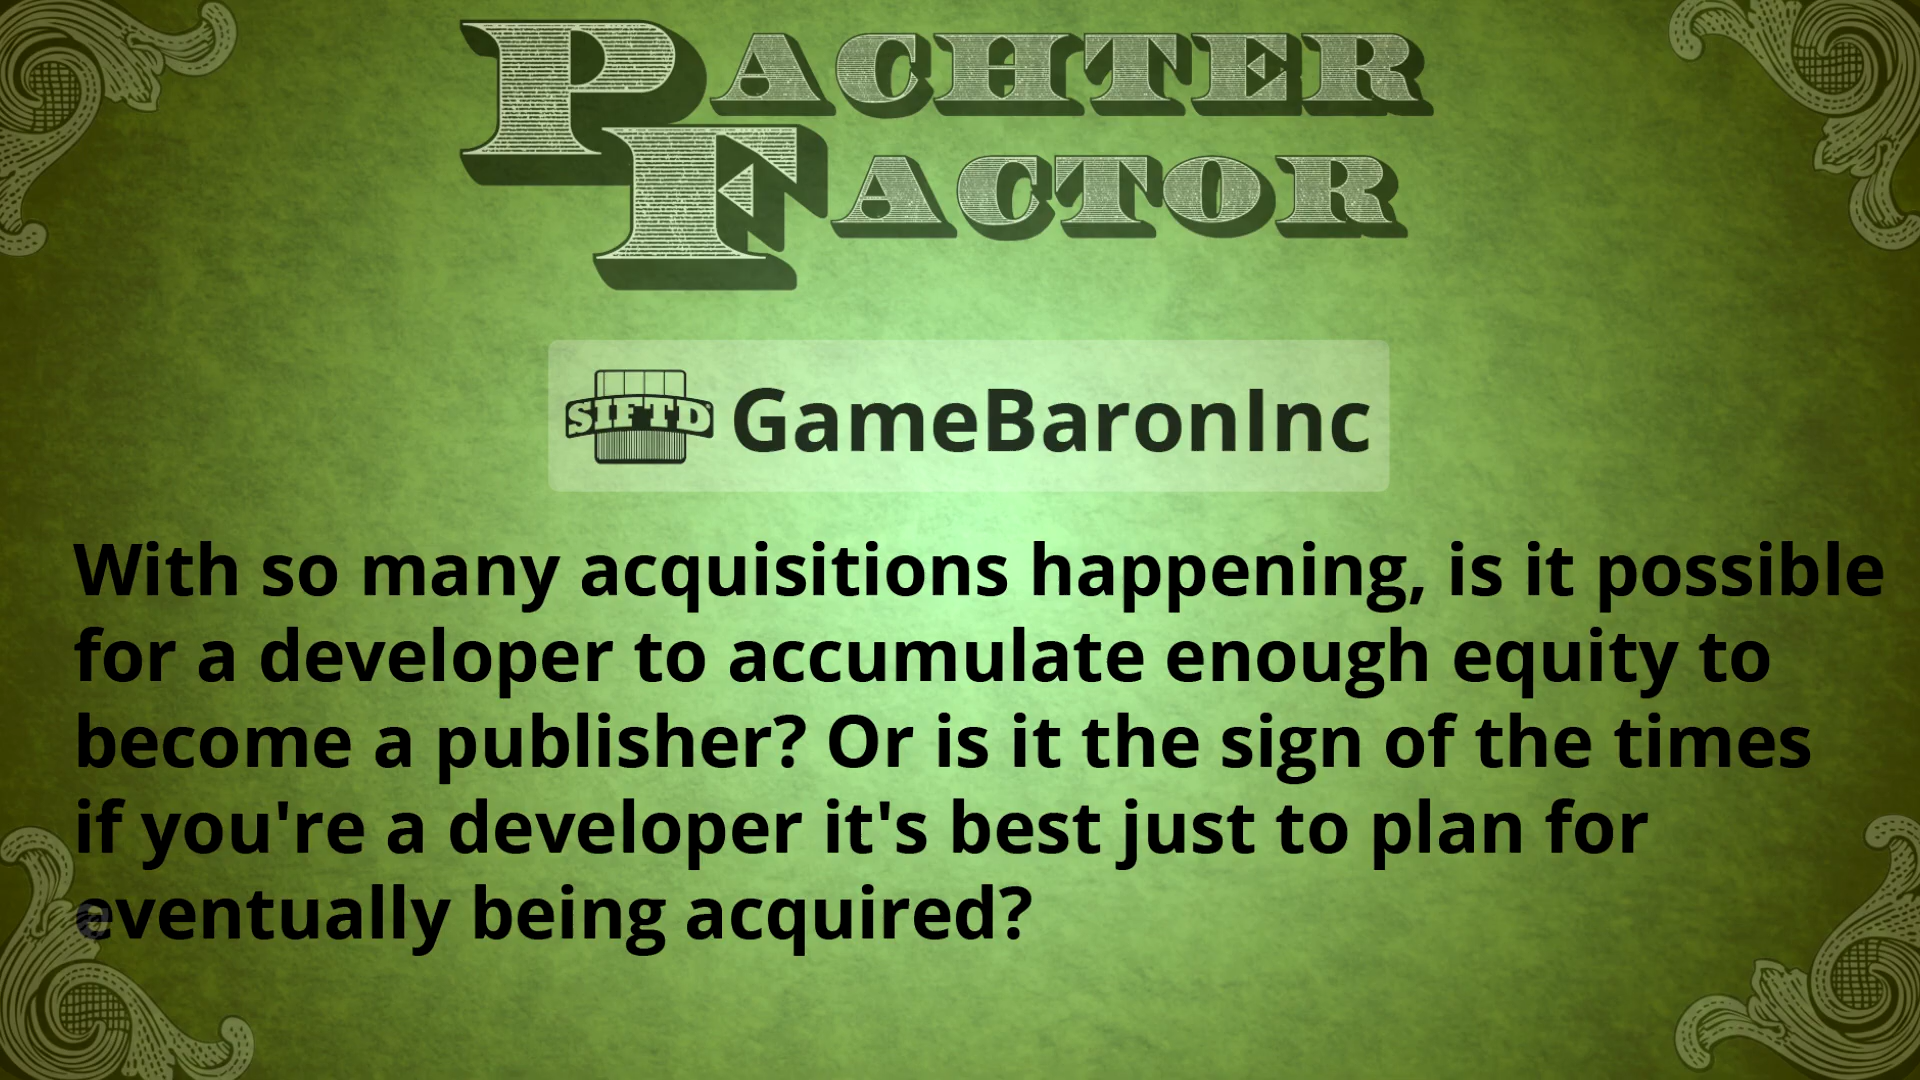 PACHTER
FACTOR
SIFTD GameBaronInc
With so many acquisitions happening, is it possible
for a developer to accumulate enough equity to
become a publisher? Or is it the sign of the times
if you're a developer it's best just to plan for
eventually being acquired?